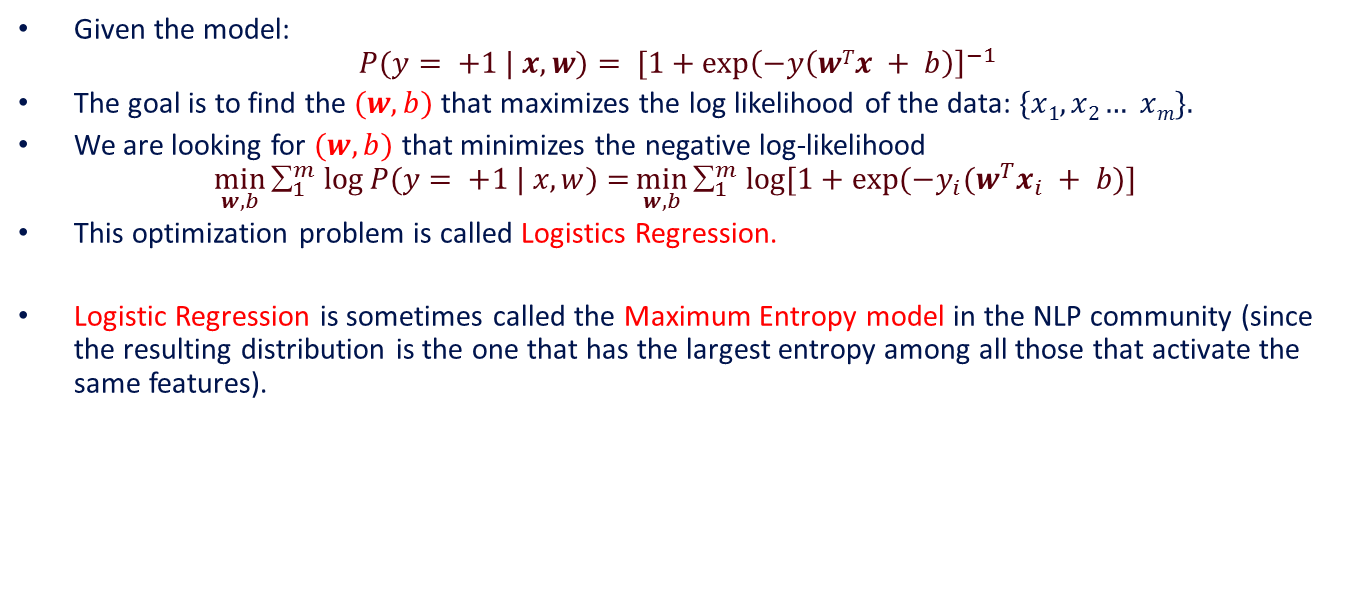 • Given the model:
P(y = +1 | x, w) = [1 + exp(−y(wᵀx + b)]⁻¹
• The goal is to find the (w, b) that maximizes the log likelihood of the data: {x₁, x₂ … xₘ}.
• We are looking for (w, b) that minimizes the negative log-likelihood
min w,b ∑₁ᵐ log P(y = +1 | x, w) = min w,b ∑₁ᵐ log[1 + exp(−yᵢ(wᵀxᵢ + b)]
• This optimization problem is called Logistics Regression.
• Logistic Regression is sometimes called the Maximum Entropy model in the NLP community (since
the resulting distribution is the one that has the largest entropy among all those that activate the
same features).